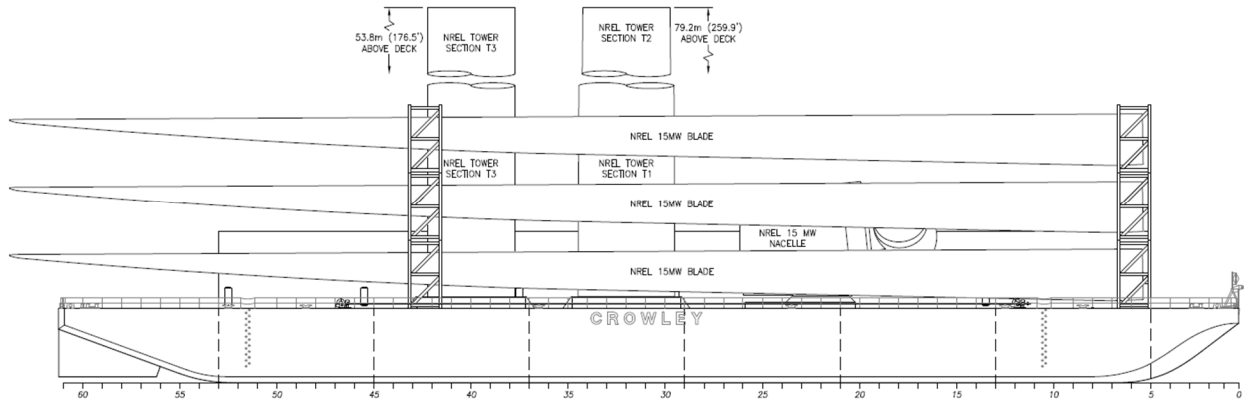 53.8m (176.5')
ABOVE DECK
NREL TOWER
SECTION T3
NREL TOWER
SECTION T2
79.2m (259.9')
ABOVE DECK
NREL 15MW BLADE
NREL TOWER
SECTION T3
NREL TOWER
SECTION T1
NREL 15MW BLADE
NREL 15 MW
NACELLE
NREL 15MW BLADE
CROWLEY
60 55 50 45 40 35 30 25 20 15 10 5 0